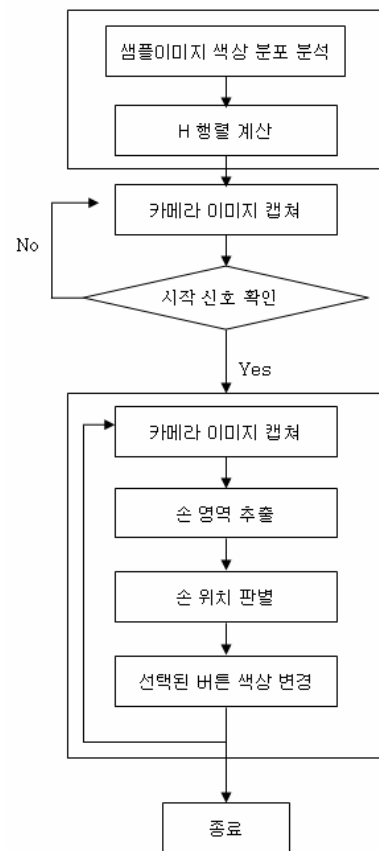 샘플이미지 색상 분포 분석
H 행렬 계산
카메라 이미지 캡쳐
No
시작 신호 확인
Yes
카메라 이미지 캡쳐
손 영역 추출
손 위치 판별
선택된 버튼 색상 변경
종료